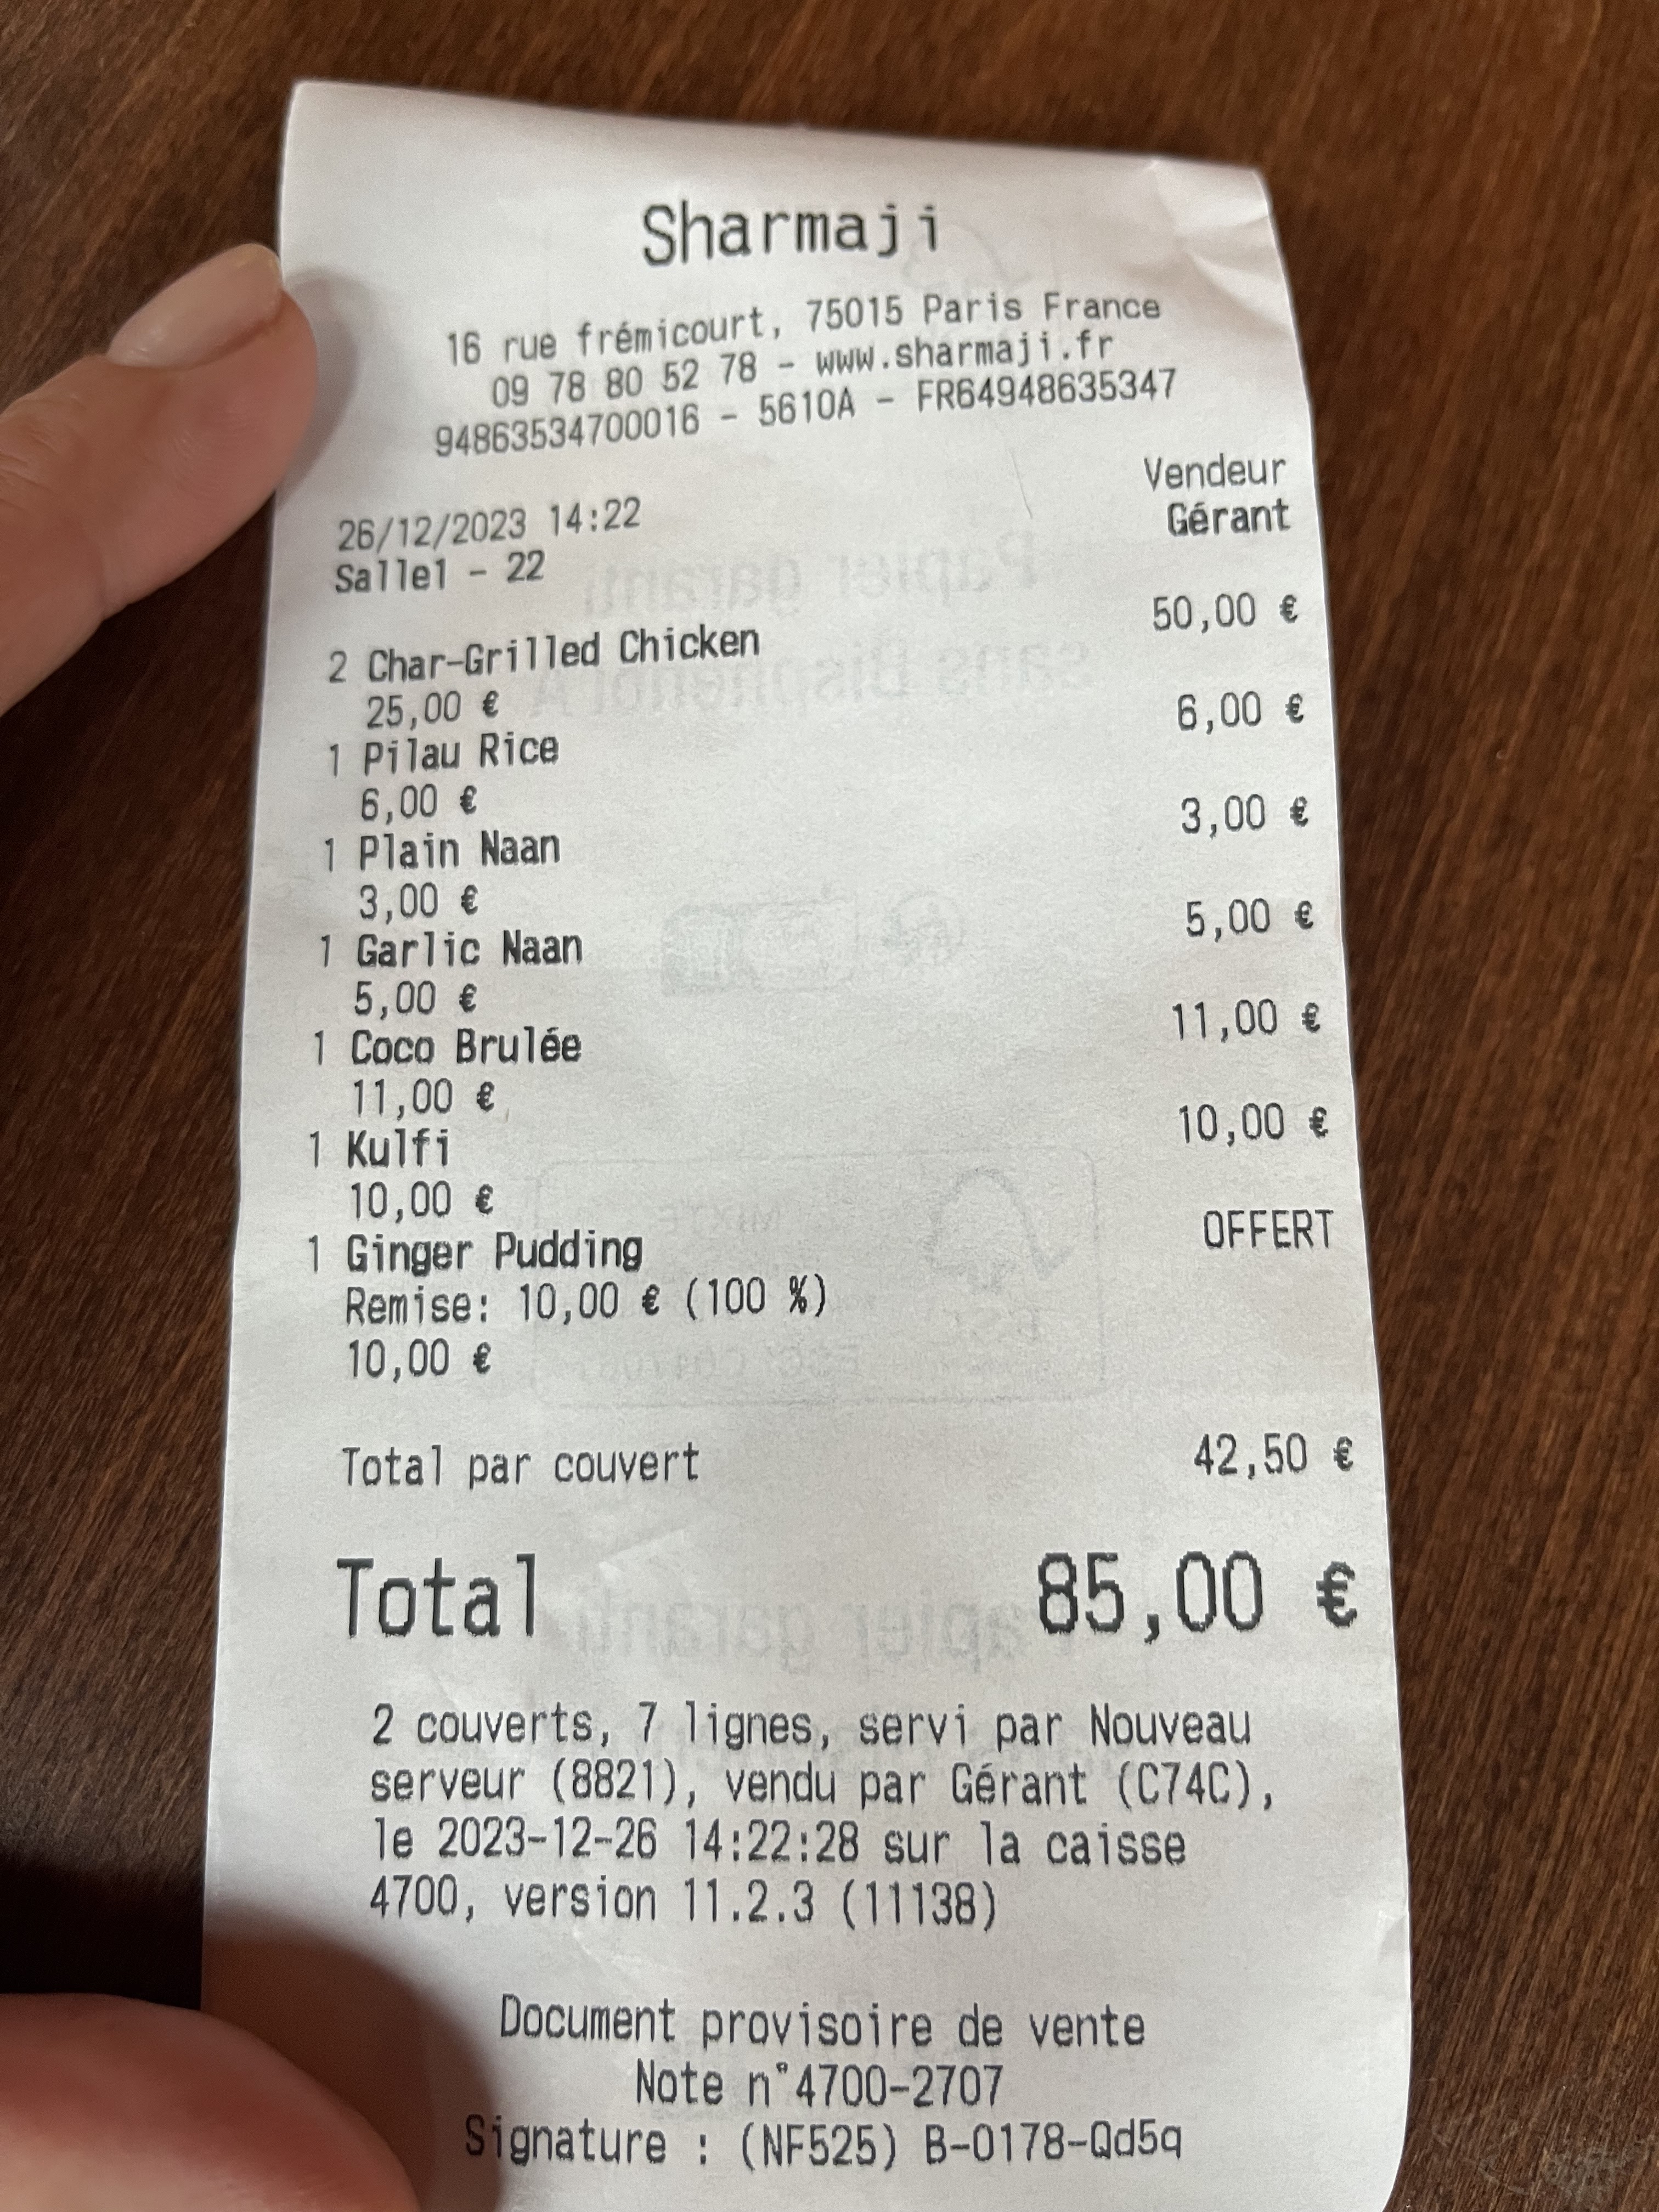 Sharmaji
16 rue frémicourt, 75015 Paris France
09 78 80 52 78 - www.sharmaji.fr
94863534700016 - 5610A - FR64948635347
Vendeur
26/12/2023 14:22 Gérant
Salle1 - 22
2 Char-Grilled Chicken 50,00 €
25,00 €
1 Pilau Rice 6,00 €
6,00 €
1 Plain Naan 3,00 €
3,00 €
1 Garlic Naan 5,00 €
5,00 €
1 Coco Brulée 11,00 €
11,00 €
1 Kulfi 10,00 €
10,00 €
1 Ginger Pudding OFFERT
Remise: 10,00 € (100 %)
10,00 €
Total par couvert 42,50 €
Total 85,00 €
2 couverts, 7 lignes, servi par Nouveau
serveur (8821), vendu par Gérant (C74C),
le 2023-12-26 14:22:28 sur la caisse
4700, version 11.2.3 (11138)
Document provisoire de vente
Note n°4700-2707
Signature : (NF525) B-0178-Qd5q